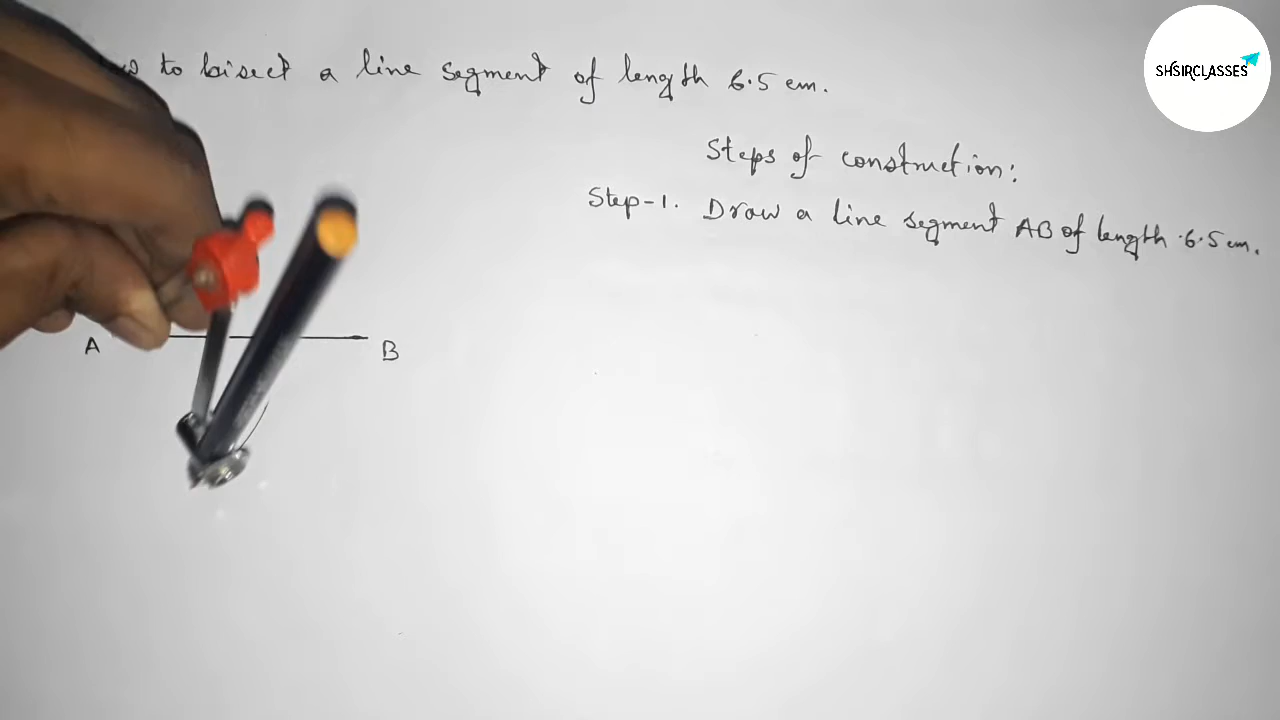 to bisect a line segment of length 6.5 cm.
SHSIRCLASSES
Steps of construction:
Step-1. Draw a line segment AB of length 6.5 cm.
A
B